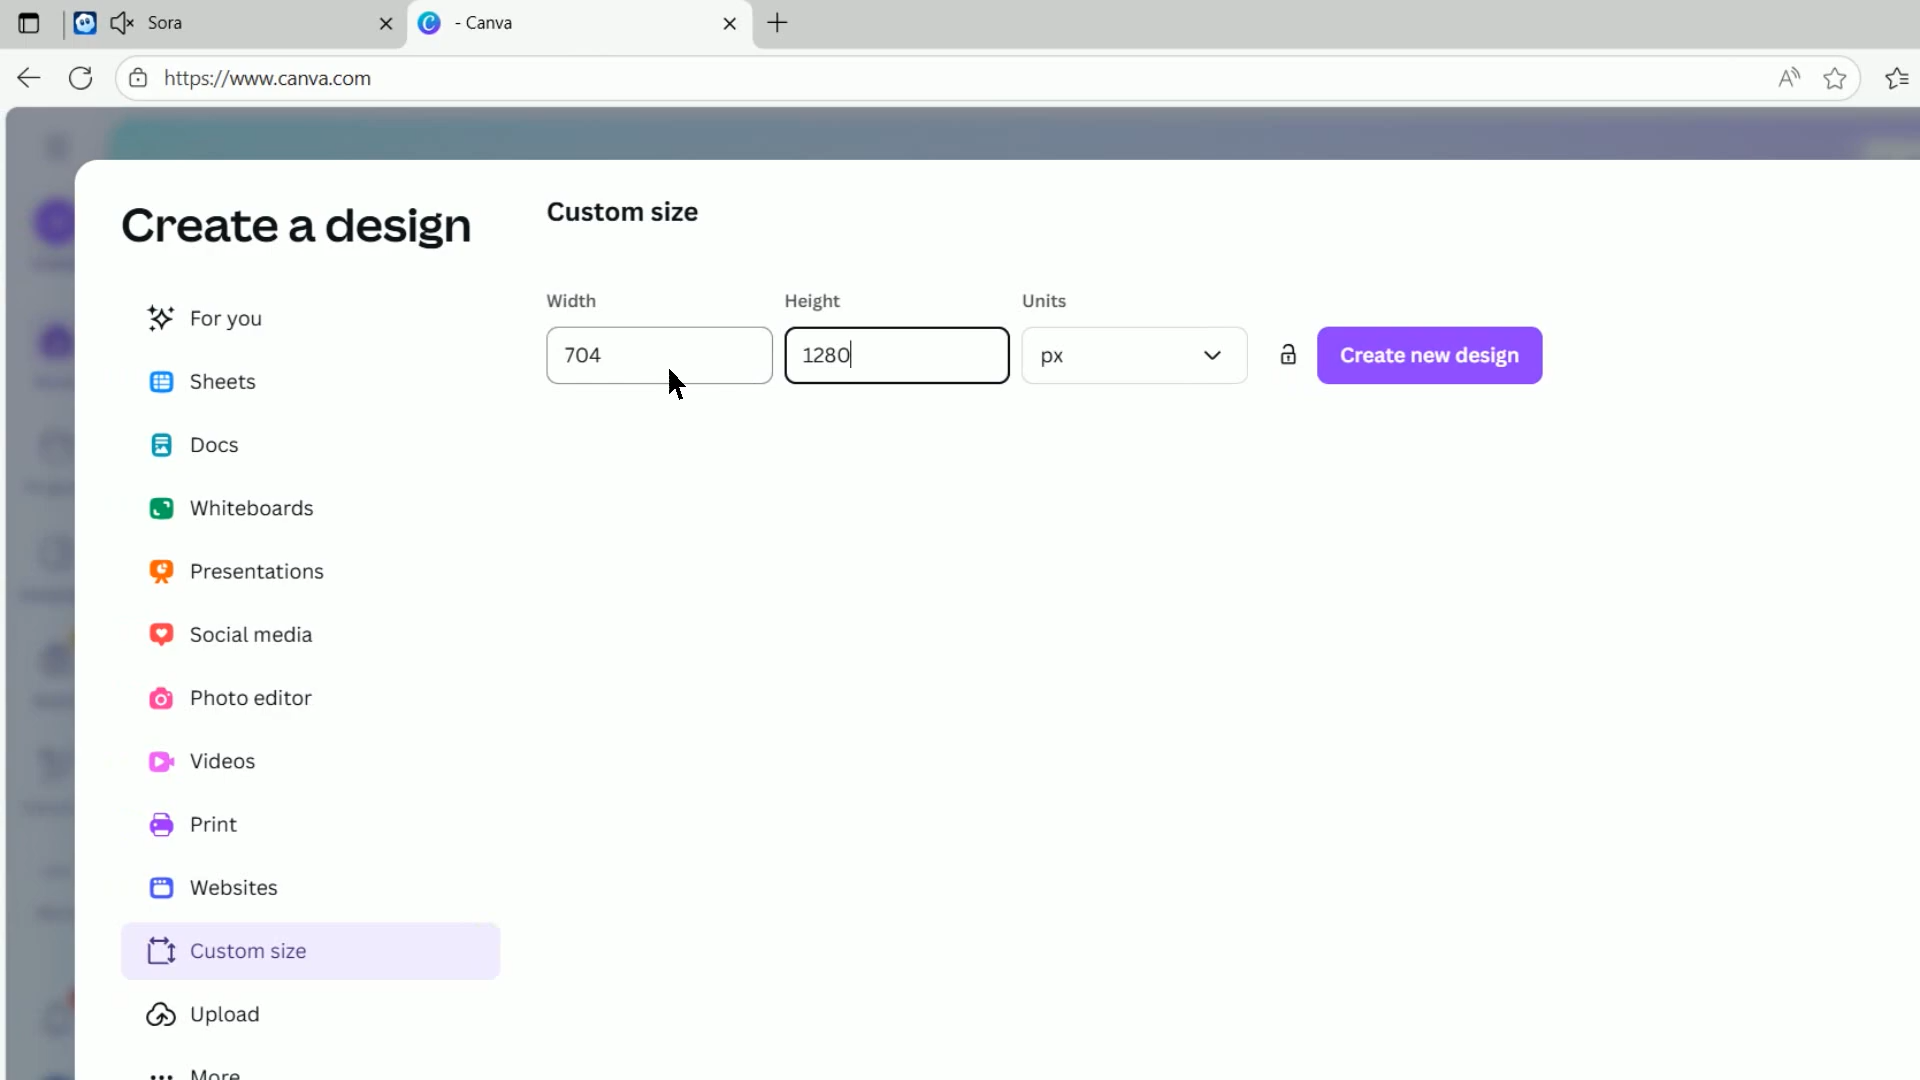 Sora
- Canva
https://www.canva.com
Create a design
For you
Sheets
Docs
Whiteboards
Presentations
Social media
Photo editor
Videos
Print
Websites
Custom size
Upload
More
Custom size
Width Height Units
704 1280 px Create new design